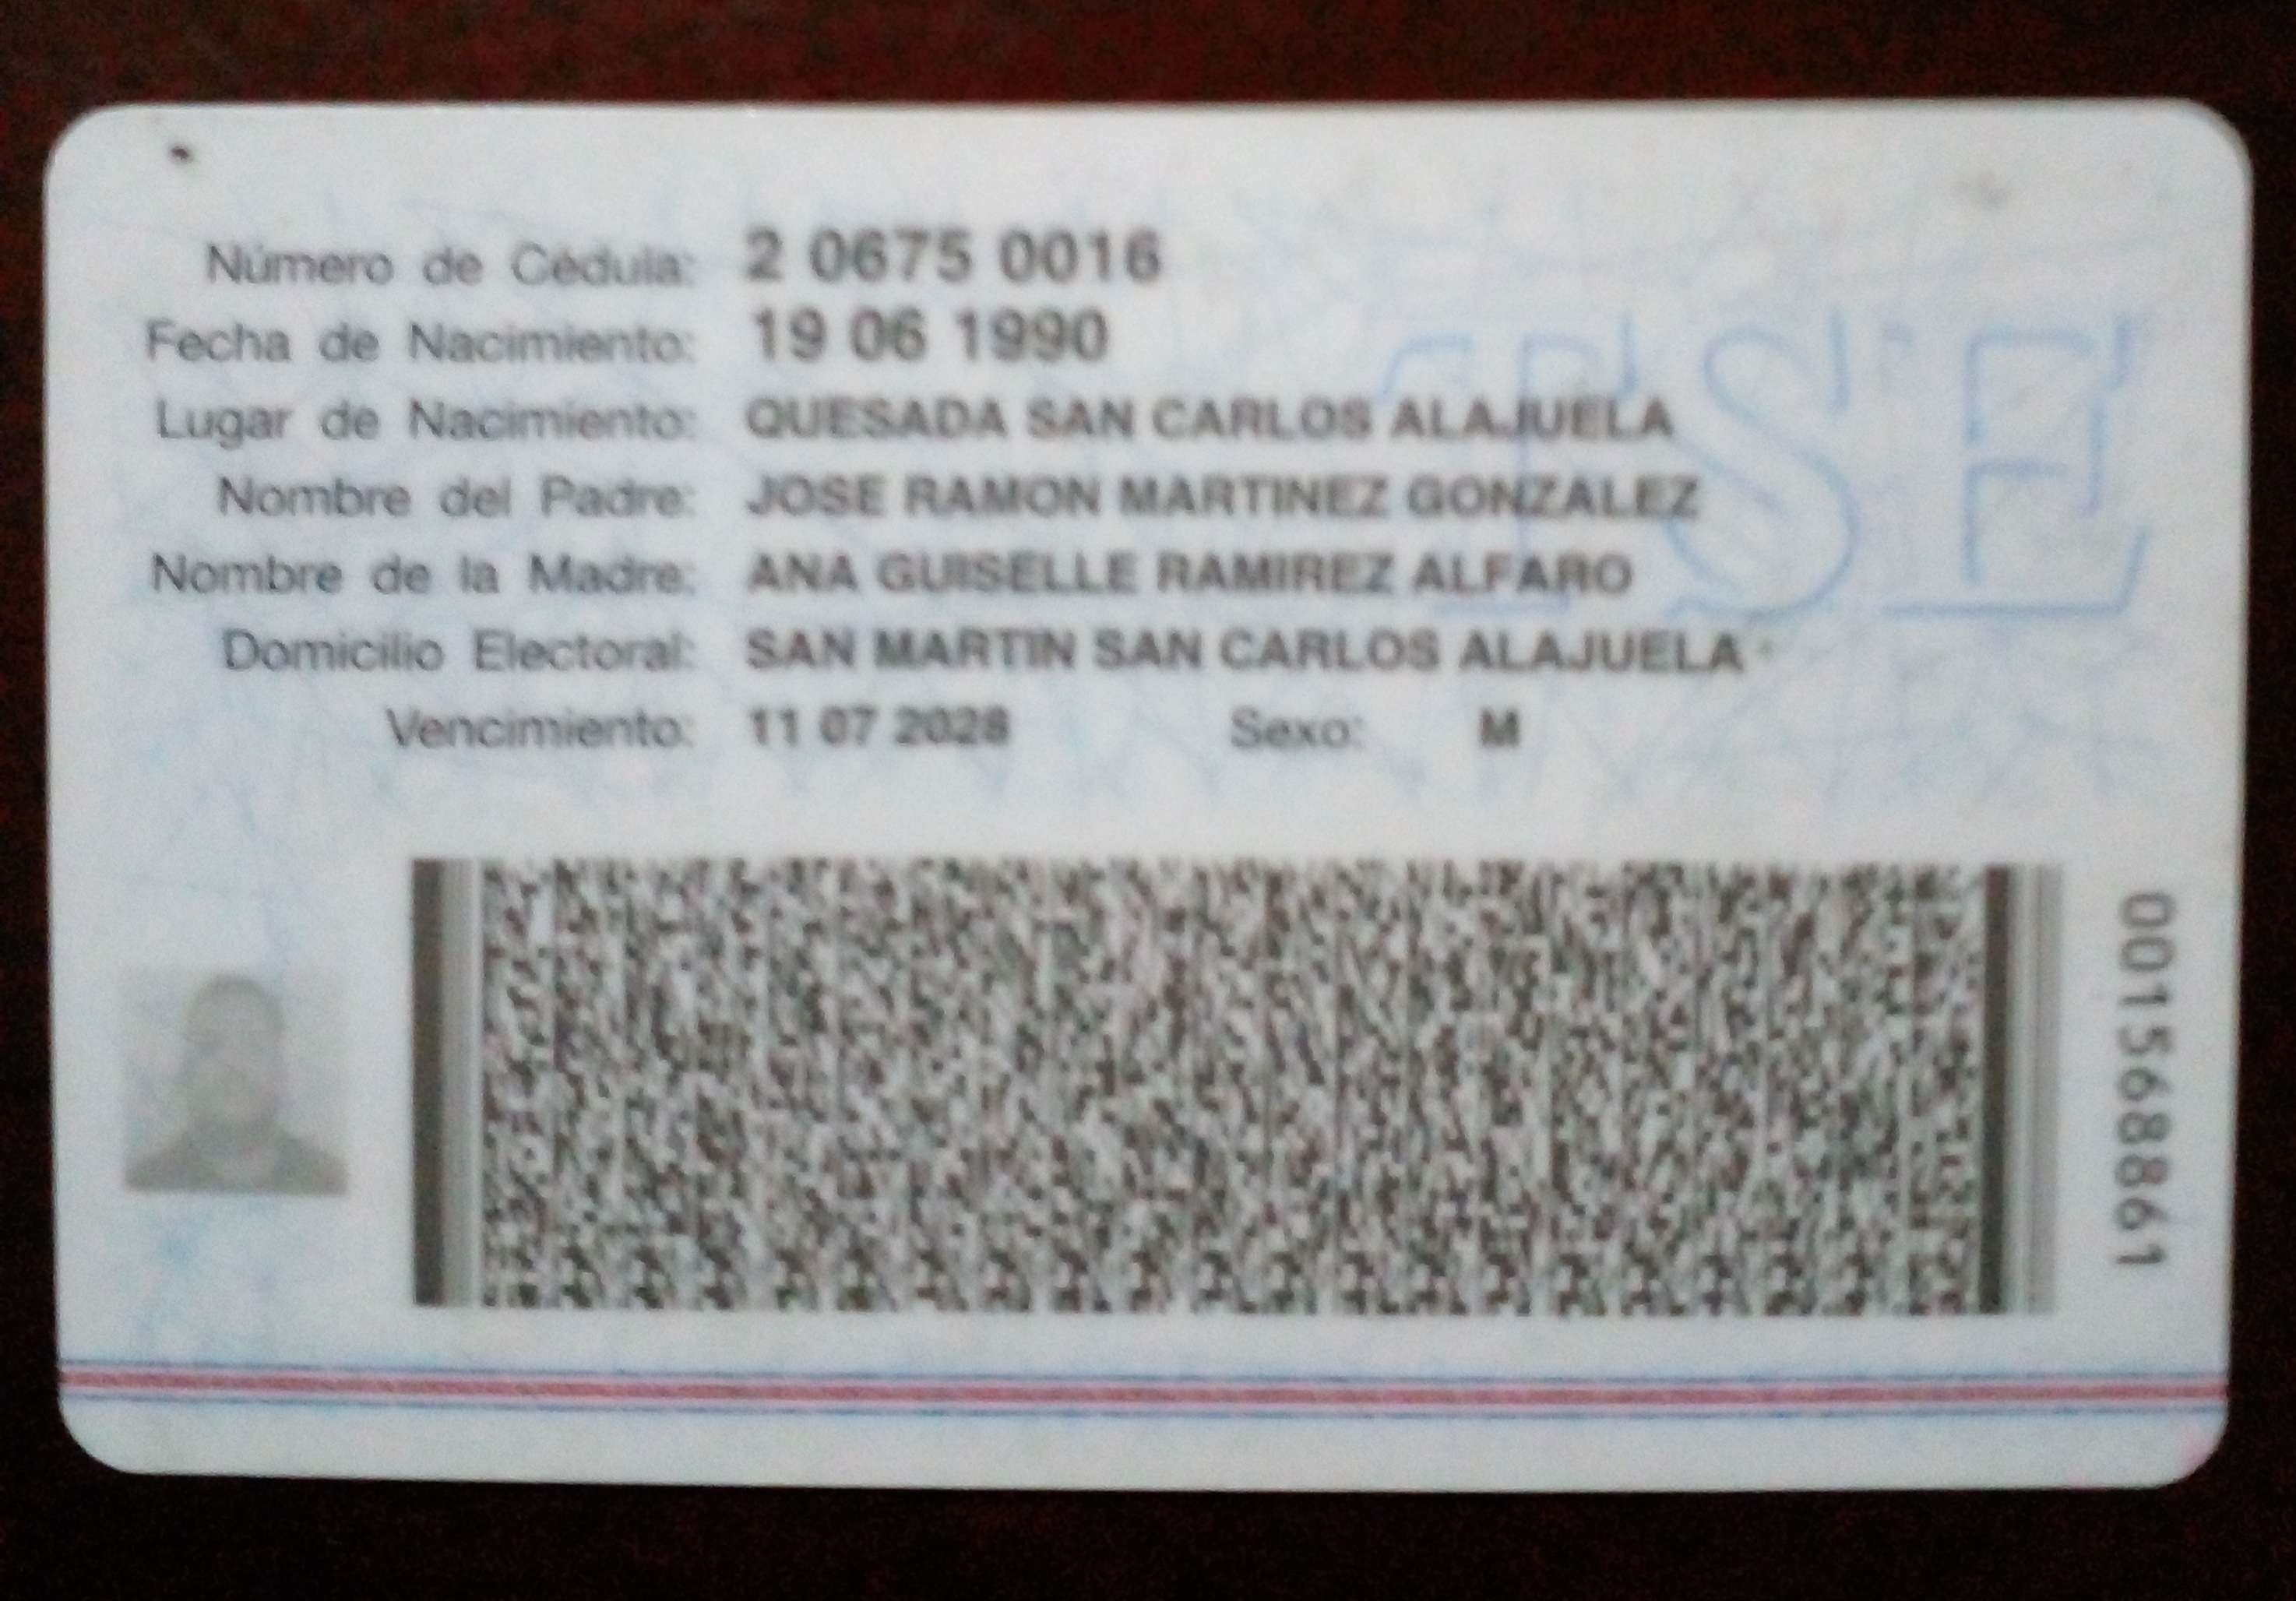 Número de Cédula: 2 0675 0016
Fecha de Nacimiento: 19 06 1990
Lugar de Nacimiento: QUESADA SAN CARLOS ALAJUELA
Nombre del Padre: JOSE RAMON MARTINEZ GONZALEZ
Nombre de la Madre: ANA GUISELLE RAMIREZ ALFARO
Domicilio Electoral: SAN MARTIN SAN CARLOS ALAJUELA
Vencimiento: 11 07 2028 Sexo: M
TSE
001568861